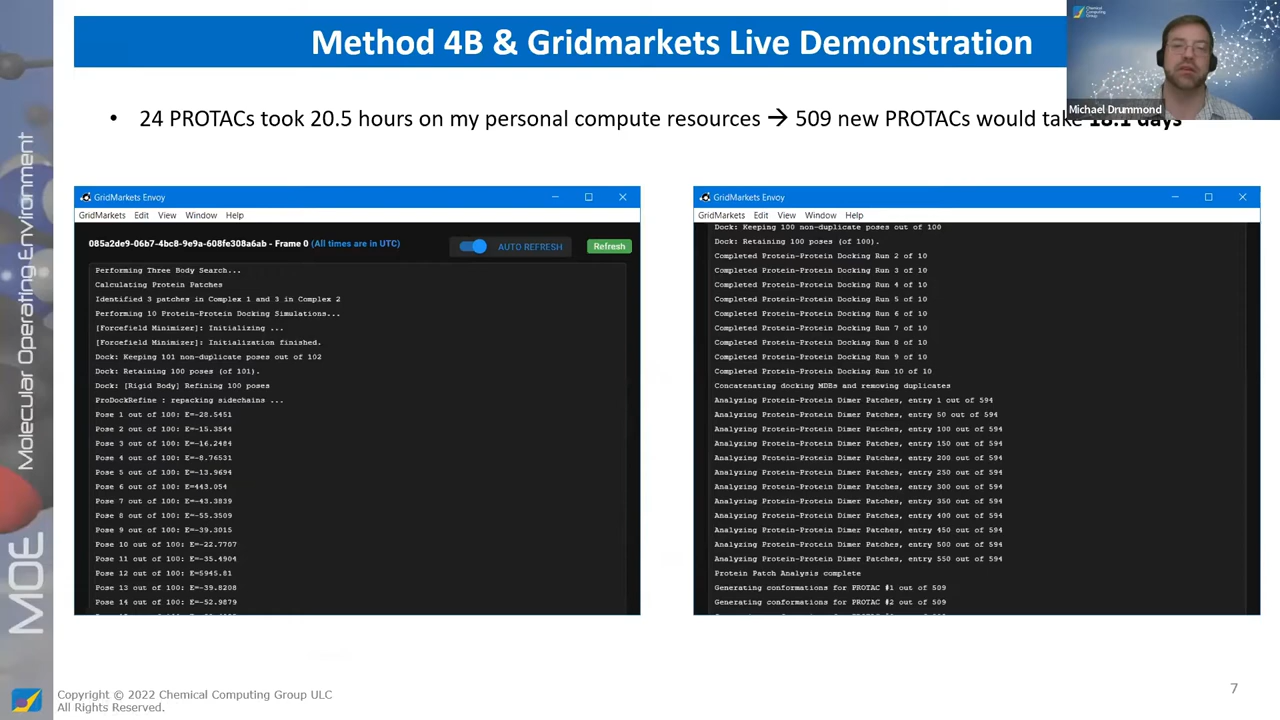 Method 4B & Gridmarkets Live Demonstration
Chemical
Computing
Group
Michael Drummond
• 24 PROTACs took 20.5 hours on my personal compute resources → 509 new PROTACs would take 18.1 days
Molecular Operating Environment
MOE
GridMarkets Envoy
GridMarkets Edit View Window Help
085a2de9-06b7-4bc8-9e9a-608fe308a6ab - Frame 0 (All times are in UTC)
AUTO REFRESH
Refresh
Performing Three Body Search...
Calculating Protein Patches
Identified 3 patches in Complex 1 and 3 in Complex 2
Performing 10 Protein-Protein Docking Simulations...
[Forcefield Minimizer]: Initializing ...
[Forcefield Minimizer]: Initialization finished.
Dock: Keeping 101 non-duplicate poses out of 102
Dock: Retaining 100 poses (of 101).
Dock: [Rigid Body] Refining 100 poses
ProDockRefine : repacking sidechains ...
Pose 1 out of 100: E=-28.5451
Pose 2 out of 100: E=-15.3544
Pose 3 out of 100: E=-16.2484
Pose 4 out of 100: E=-8.76531
Pose 5 out of 100: E=-13.9694
Pose 6 out of 100: E=443.054
Pose 7 out of 100: E=-43.3839
Pose 8 out of 100: E=-55.3509
Pose 9 out of 100: E=-39.3015
Pose 10 out of 100: E=-22.7707
Pose 11 out of 100: E=-35.4904
Pose 12 out of 100: E=5945.81
Pose 13 out of 100: E=-39.8208
Pose 14 out of 100: E=-52.9879
GridMarkets Envoy
GridMarkets Edit View Window Help
Dock: Keeping 100 non-duplicate poses out of 100
Dock: Retaining 100 poses (of 100).
Completed Protein-Protein Docking Run 2 of 10
Completed Protein-Protein Docking Run 3 of 10
Completed Protein-Protein Docking Run 4 of 10
Completed Protein-Protein Docking Run 5 of 10
Completed Protein-Protein Docking Run 6 of 10
Completed Protein-Protein Docking Run 7 of 10
Completed Protein-Protein Docking Run 8 of 10
Completed Protein-Protein Docking Run 9 of 10
Completed Protein-Protein Docking Run 10 of 10
Concatenating docking MDBs and removing duplicates
Analyzing Protein-Protein Dimer Patches, entry 1 out of 594
Analyzing Protein-Protein Dimer Patches, entry 50 out of 594
Analyzing Protein-Protein Dimer Patches, entry 100 out of 594
Analyzing Protein-Protein Dimer Patches, entry 150 out of 594
Analyzing Protein-Protein Dimer Patches, entry 200 out of 594
Analyzing Protein-Protein Dimer Patches, entry 250 out of 594
Analyzing Protein-Protein Dimer Patches, entry 300 out of 594
Analyzing Protein-Protein Dimer Patches, entry 350 out of 594
Analyzing Protein-Protein Dimer Patches, entry 400 out of 594
Analyzing Protein-Protein Dimer Patches, entry 450 out of 594
Analyzing Protein-Protein Dimer Patches, entry 500 out of 594
Analyzing Protein-Protein Dimer Patches, entry 550 out of 594
Protein Patch Analysis complete
Generating conformations for PROTAC #1 out of 509
Generating conformations for PROTAC #2 out of 509
Copyright © 2022 Chemical Computing Group ULC
All Rights Reserved.
7